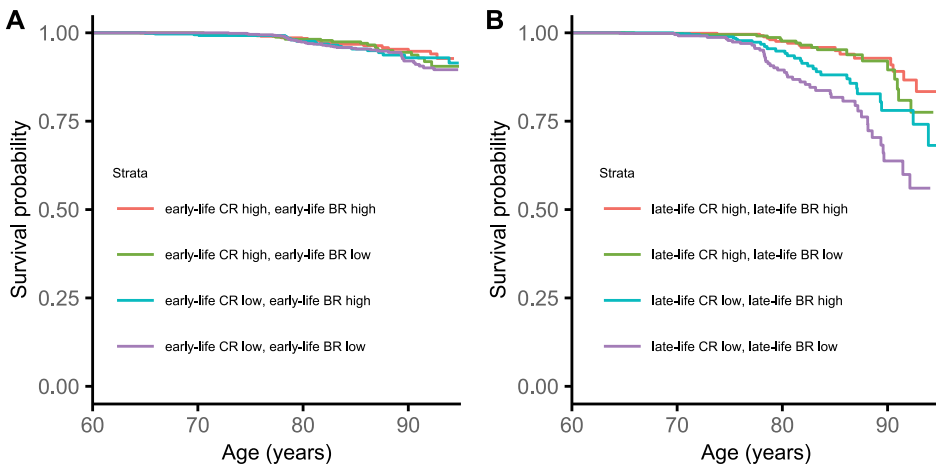 A
1.00
0.75
0.50
0.25
0.00
Survival probability
Strata
early-life CR high, early-life BR high
early-life CR high, early-life BR low
early-life CR low, early-life BR high
early-life CR low, early-life BR low
60 70 80 90
Age (years)
B
1.00
0.75
0.50
0.25
0.00
Survival probability
Strata
late-life CR high, late-life BR high
late-life CR high, late-life BR low
late-life CR low, late-life BR high
late-life CR low, late-life BR low
60 70 80 90
Age (years)